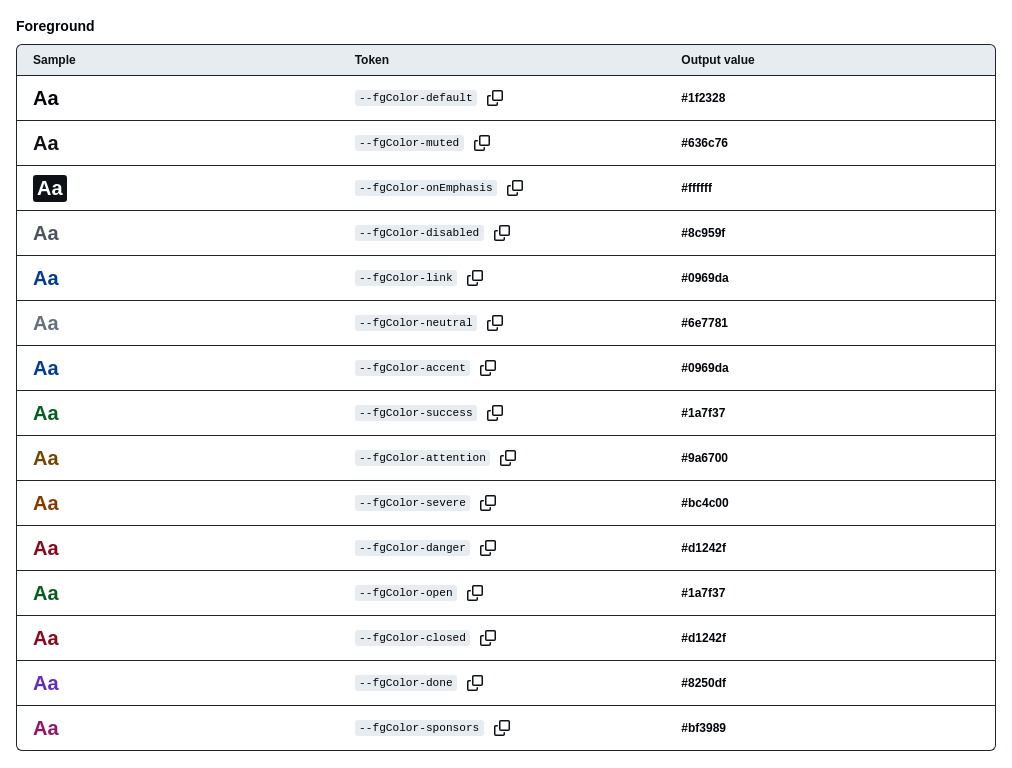 Foreground
Sample Token Output value
Aa --fgColor-default #1f2328
Aa --fgColor-muted #636c76
Aa --fgColor-onEmphasis #ffffff
Aa --fgColor-disabled #8c959f
Aa --fgColor-link #0969da
Aa --fgColor-neutral #6e7781
Aa --fgColor-accent #0969da
Aa --fgColor-success #1a7f37
Aa --fgColor-attention #9a6700
Aa --fgColor-severe #bc4c00
Aa --fgColor-danger #d1242f
Aa --fgColor-open #1a7f37
Aa --fgColor-closed #d1242f
Aa --fgColor-done #8250df
Aa --fgColor-sponsors #bf3989